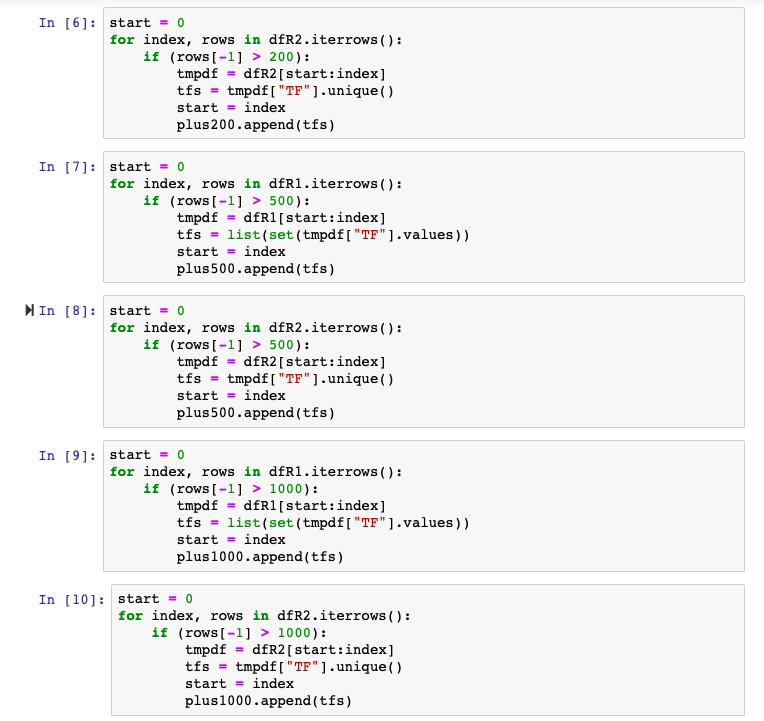 In [6]: start = 0
for index, rows in dfR2.iterrows():
    if (rows[-1] > 200):
        tmpdf = dfR2[start:index]
        tfs = tmpdf["TF"].unique()
        start = index
        plus200.append(tfs)
In [7]: start = 0
for index, rows in dfR1.iterrows():
    if (rows[-1] > 500):
        tmpdf = dfR1[start:index]
        tfs = list(set(tmpdf["TF"].values))
        start = index
        plus500.append(tfs)
In [8]: start = 0
for index, rows in dfR2.iterrows():
    if (rows[-1] > 500):
        tmpdf = dfR2[start:index]
        tfs = tmpdf["TF"].unique()
        start = index
        plus500.append(tfs)
In [9]: start = 0
for index, rows in dfR1.iterrows():
    if (rows[-1] > 1000):
        tmpdf = dfR1[start:index]
        tfs = list(set(tmpdf["TF"].values))
        start = index
        plus1000.append(tfs)
In [10]: start = 0
for index, rows in dfR2.iterrows():
    if (rows[-1] > 1000):
        tmpdf = dfR2[start:index]
        tfs = tmpdf["TF"].unique()
        start = index
        plus1000.append(tfs)